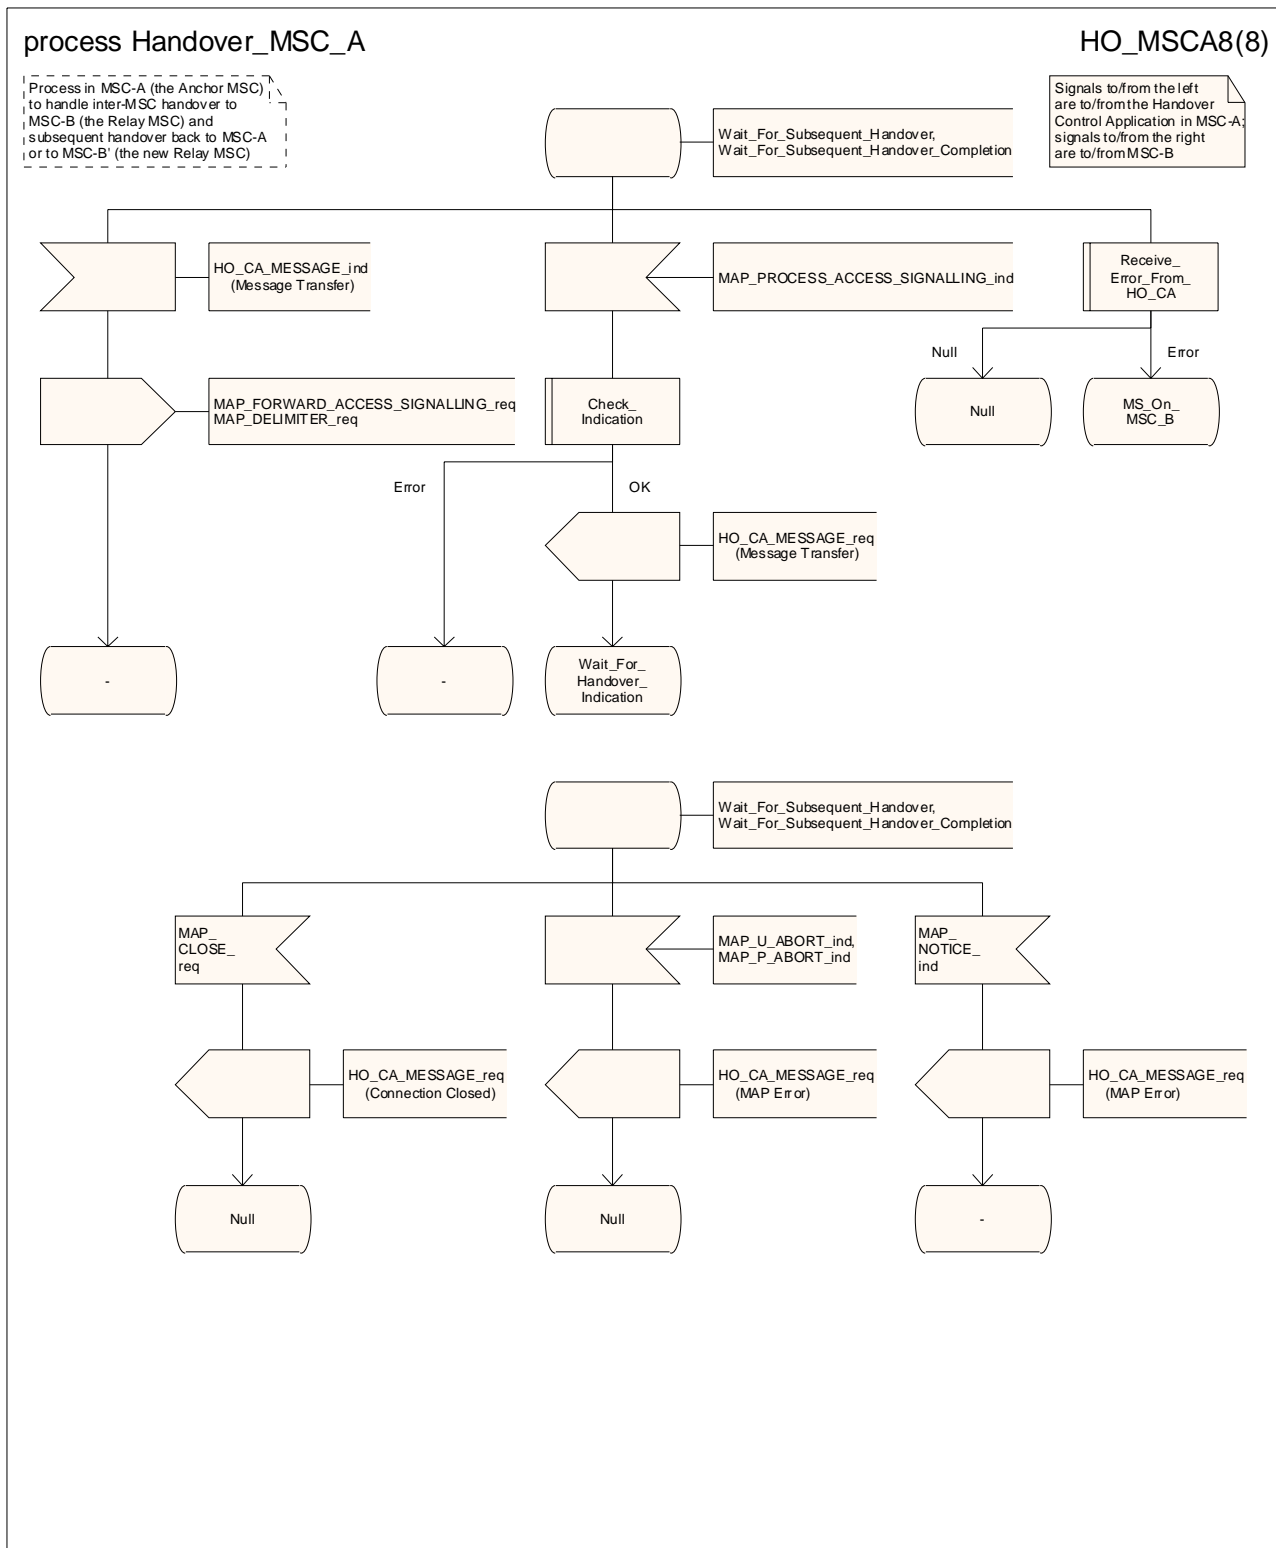 process Handover_MSC_A
HO_MSCA8(8)
Process in MSC-A (the Anchor MSC)
to handle inter-MSC handover to
MSC-B (the Relay MSC) and
subsequent handover back to MSC-A
or to MSC-B' (the new Relay MSC)
Signals to/from the left
are to/from the Handover
Control Application in MSC-A;
signals to/from the right
are to/from MSC-B
Wait_For_Subsequent_Handover,
Wait_For_Subsequent_Handover_Completion
HO_CA_MESSAGE_ind
(Message Transfer)
MAP_PROCESS_ACCESS_SIGNALLING_ind
Receive_
Error_From_
HO_CA
Null
Error
MAP_FORWARD_ACCESS_SIGNALLING_req
MAP_DELIMITER_req
Check_
Indication
Null
MS_On_
MSC_B
Error
OK
HO_CA_MESSAGE_req
(Message Transfer)
-
-
Wait_For_
Handover_
Indication
Wait_For_Subsequent_Handover,
Wait_For_Subsequent_Handover_Completion
MAP_
CLOSE_
req
MAP_U_ABORT_ind,
MAP_P_ABORT_ind
MAP_
NOTICE_
ind
HO_CA_MESSAGE_req
(Connection Closed)
HO_CA_MESSAGE_req
(MAP Error)
HO_CA_MESSAGE_req
(MAP Error)
Null
Null
-